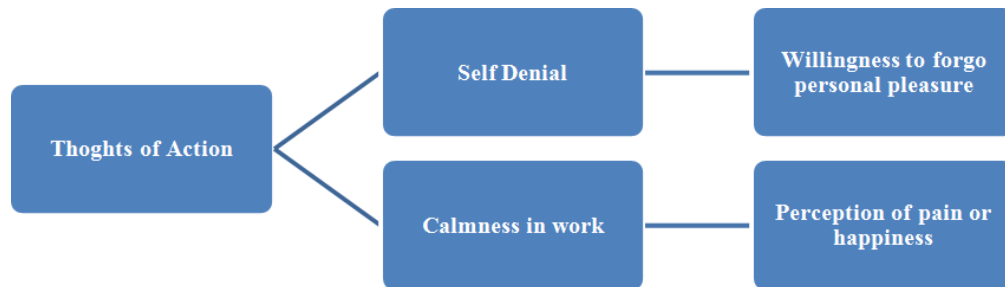 Thoghts of Action
Self Denial
Willingness to forgo
personal pleasure
Calmness in work
Perception of pain or
happiness